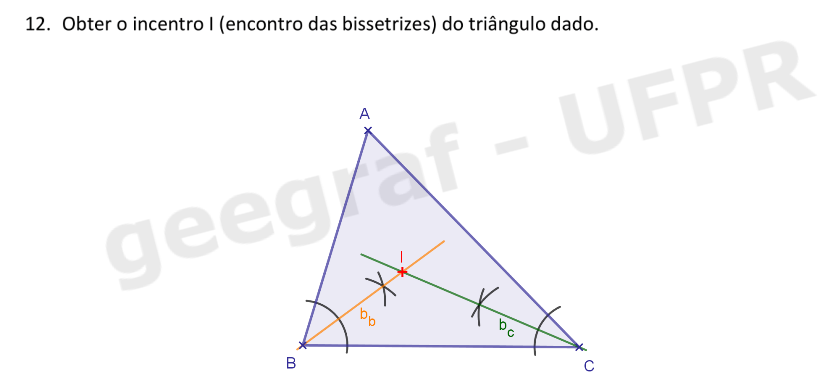 12. Obter o incentro I (encontro das bissetrizes) do triângulo dado.
geegraf - UFPR
A
I
b_b
b_c
B
C